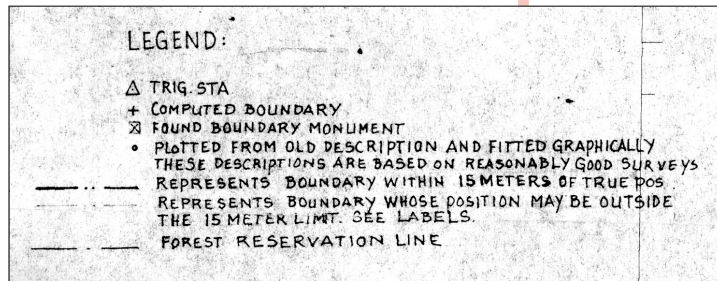 LEGEND:
TRIG. STA
COMPUTED BOUNDARY
FOUND BOUNDARY MONUMENT
PLOTTED FROM OLD DESCRIPTION AND FITTED GRAPHICALLY
THESE DESCRIPTIONS ARE BASED ON REASONABLY GOOD SURVEYS
REPRESENTS BOUNDARY WITHIN 15 METERS OF TRUE POS.
REPRESENTS BOUNDARY WHOSE POSITION MAY BE OUTSIDE
THE 15 METER LIMIT. SEE LABELS.
FOREST RESERVATION LINE